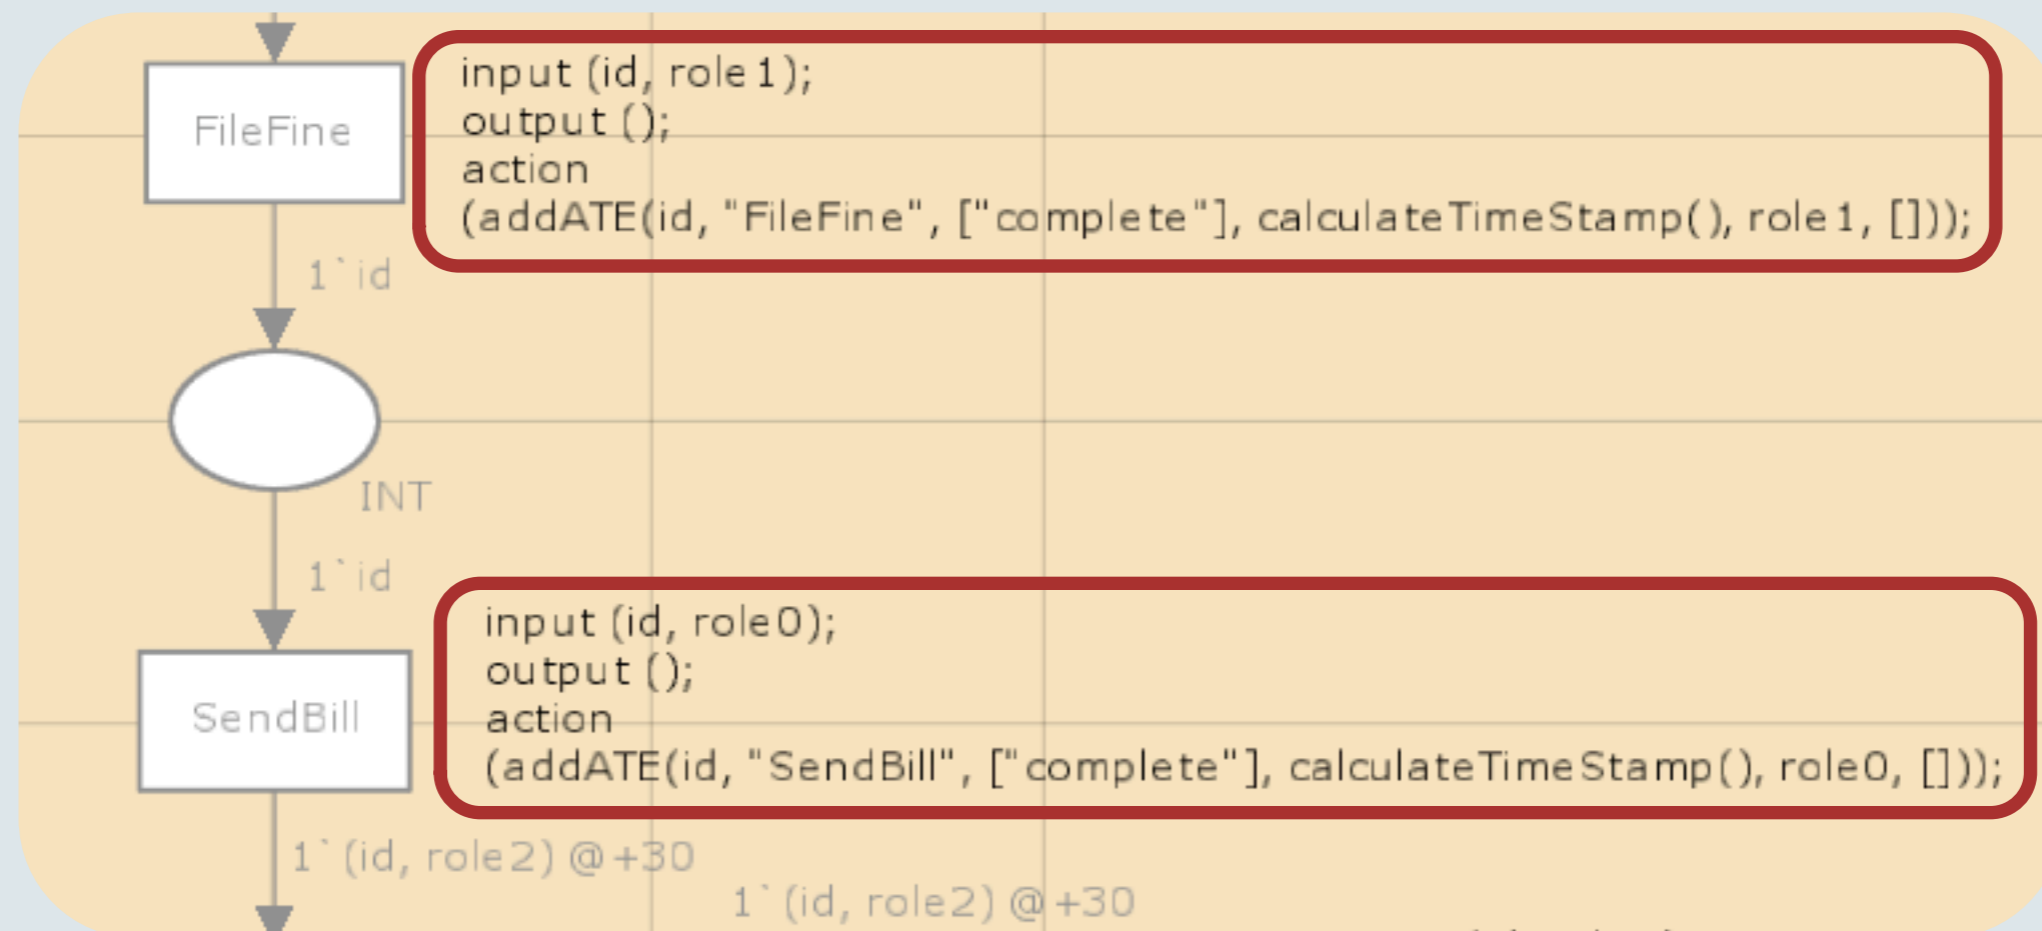 FileFine
input (id, role1);
output ();
action
(addATE(id, "FileFine", ["complete"], calculateTimeStamp(), role1, []));
1`id
INT
1`id
SendBill
input (id, role0);
output ();
action
(addATE(id, "SendBill", ["complete"], calculateTimeStamp(), role0, []));
1`(id, role2) @+30
1`(id, role2) @+30